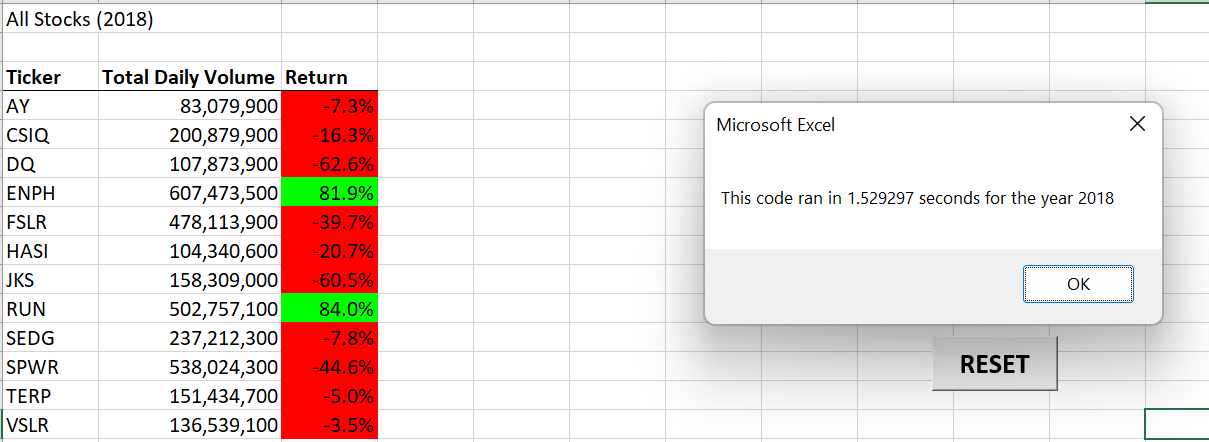 All Stocks (2018)
Ticker Total Daily Volume Return
AY 83,079,900 -7.3%
CSIQ 200,879,900 -16.3%
DQ 107,873,900 -62.6%
ENPH 607,473,500 81.9%
FSLR 478,113,900 -39.7%
HASI 104,340,600 -20.7%
JKS 158,309,000 -60.5%
RUN 502,757,100 84.0%
SEDG 237,212,300 -7.8%
SPWR 538,024,300 -44.6%
TERP 151,434,700 -5.0%
VSLR 136,539,100 -3.5%
Microsoft Excel
This code ran in 1.529297 seconds for the year 2018
OK
RESET